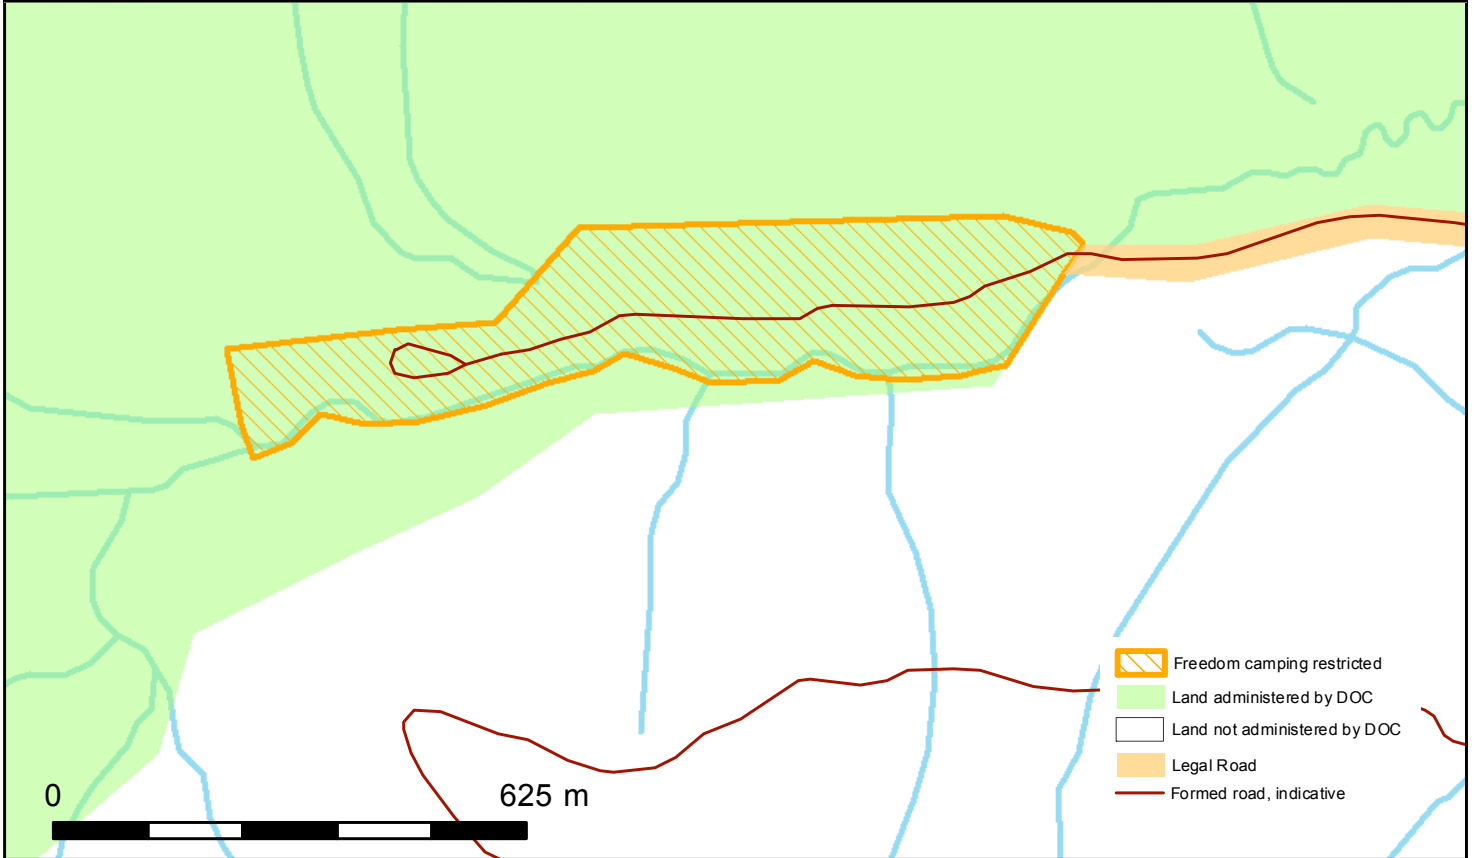 Freedom camping restricted
Land administered by DOC
Land not administered by DOC
Legal Road
Formed road, indicative
0 625 m